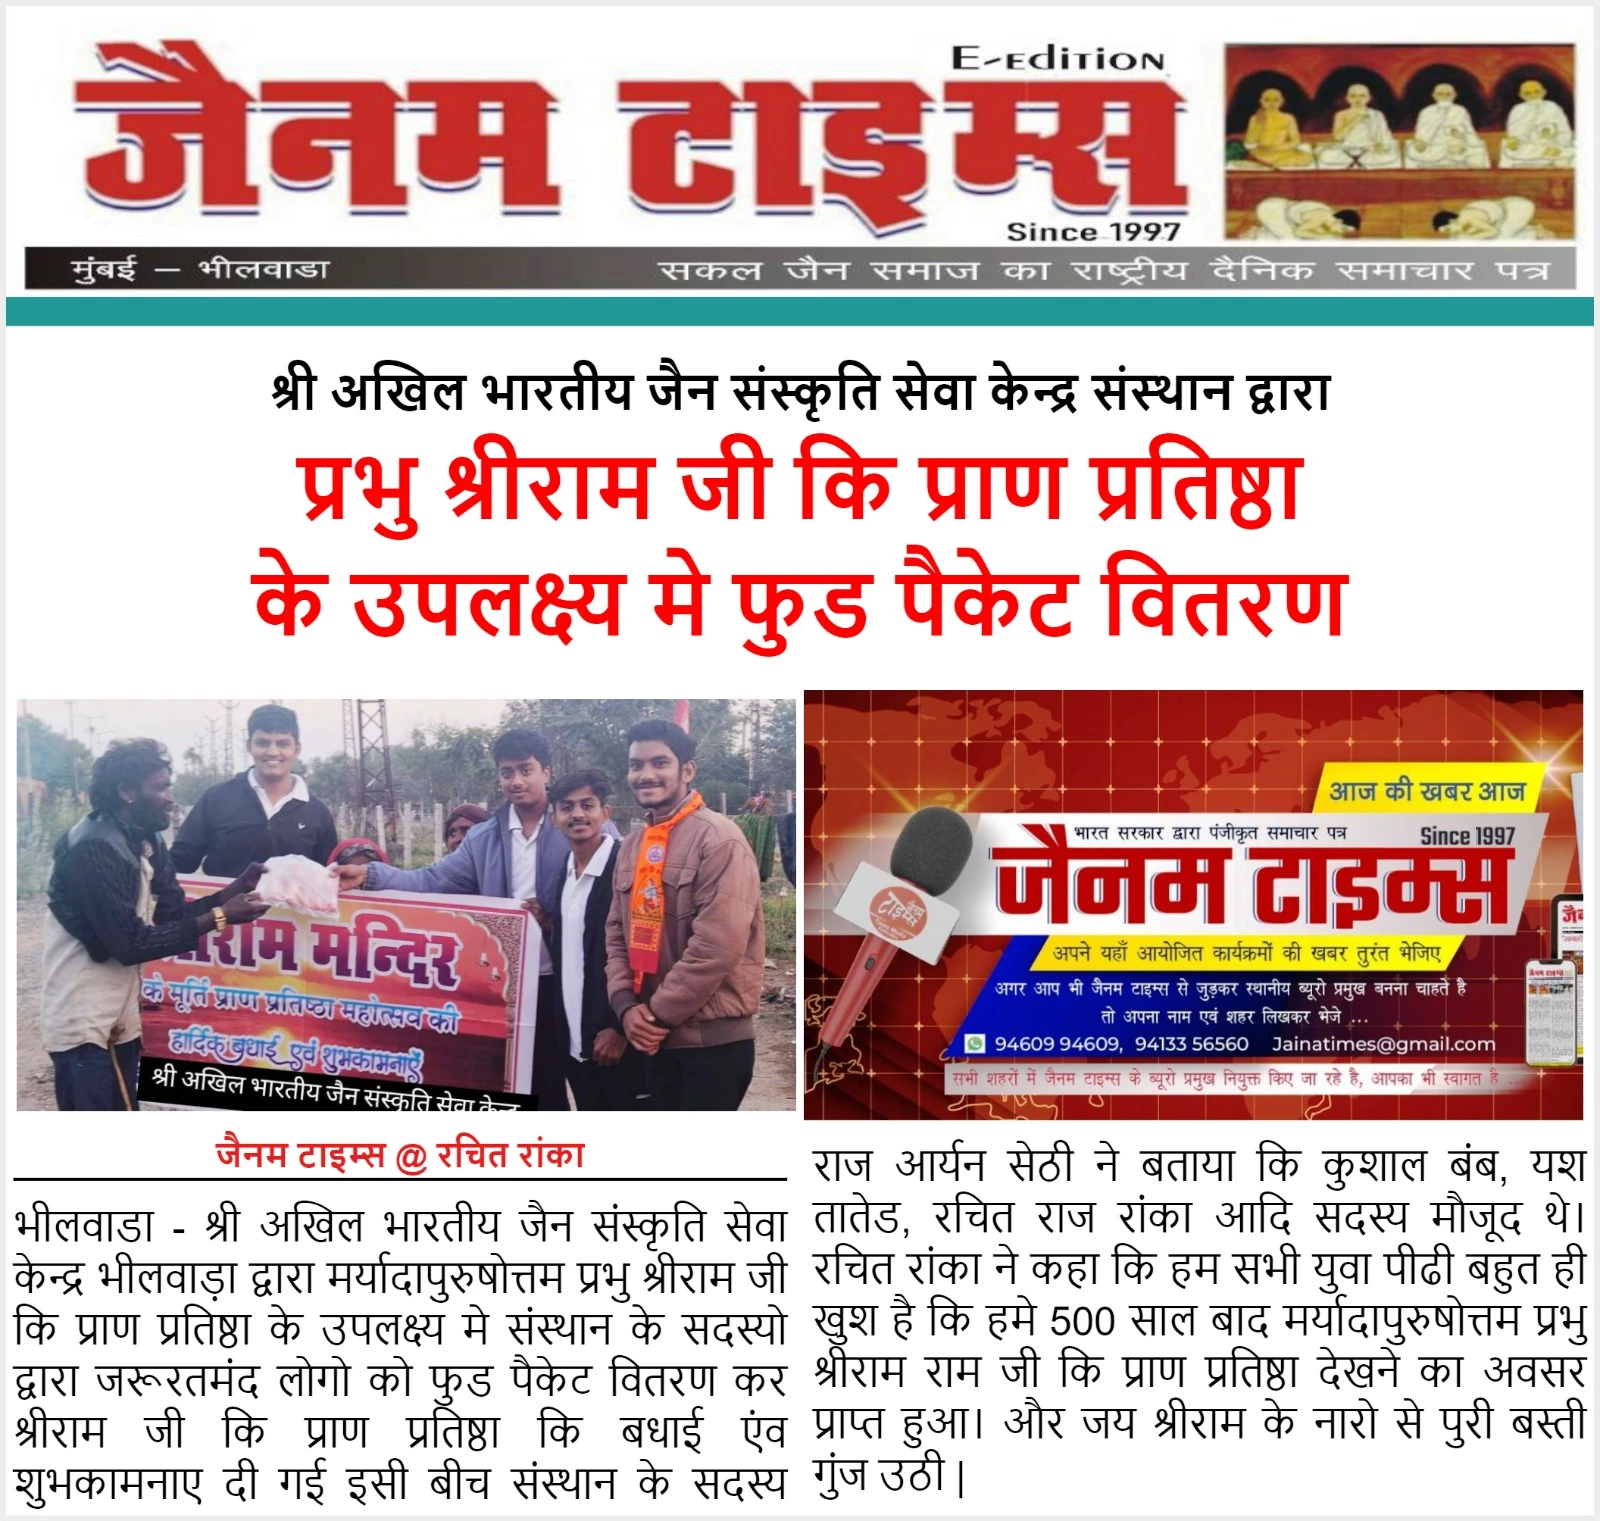 E-EDITION
जैनम टाइम्स
Since 1997
मुंबई – भीलवाडा
सकल जैन समाज का राष्ट्रीय दैनिक समाचार पत्र
श्री अखिल भारतीय जैन संस्कृति सेवा केन्द्र संस्थान द्वारा
प्रभु श्रीराम जी कि प्राण प्रतिष्ठा
के उपलक्ष्य मे फुड पैकेट वितरण
मन्दिर
के मूर्ति प्राण प्रतिष्ठा महोत्सव की
हार्दिक बधाई एवं शुभकामनाएँ
श्री अखिल भारतीय जैन संस्कृति सेवा केन्द्र
आज की खबर आज
भारत सरकार द्वारा पंजीकृत समाचार पत्र
Since 1997
जैनम टाइम्स
जैनम
टाइम्स
अपने यहाँ आयोजित कार्यक्रमों की खबर तुरंत भेजिए
अगर आप भी जैनम टाइम्स से जुड़कर स्थानीय ब्यूरो प्रमुख बनना चाहते है
तो अपना नाम एवं शहर लिखकर भेजे ...
94609 94609, 94133 56560 Jainatimes@gmail.com
सभी शहरों में जैनम टाइम्स के ब्यूरो प्रमुख नियुक्त किए जा रहे है, आपका भी स्वागत है ...
जैनम टाइम्स @ रचित रांका
भीलवाडा - श्री अखिल भारतीय जैन संस्कृति सेवा
केन्द्र भीलवाड़ा द्वारा मर्यादापुरुषोत्तम प्रभु श्रीराम जी
कि प्राण प्रतिष्ठा के उपलक्ष्य मे संस्थान के सदस्यो
द्वारा जरूरतमंद लोगो को फुड पैकेट वितरण कर
श्रीराम जी कि प्राण प्रतिष्ठा कि बधाई एंव
शुभकामनाए दी गई इसी बीच संस्थान के सदस्य
राज आर्यन सेठी ने बताया कि कुशाल बंब, यश
तातेड, रचित राज रांका आदि सदस्य मौजूद थे।
रचित रांका ने कहा कि हम सभी युवा पीढी बहुत ही
खुश है कि हमे 500 साल बाद मर्यादापुरुषोत्तम प्रभु
श्रीराम राम जी कि प्राण प्रतिष्ठा देखने का अवसर
प्राप्त हुआ। और जय श्रीराम के नारो से पुरी बस्ती
गुंज उठी |